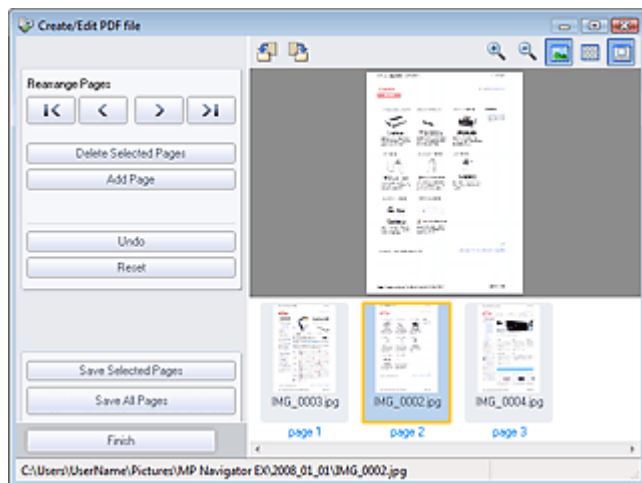 Create/Edit PDF file
Rearrange Pages
Delete Selected Pages
Add Page
Undo
Reset
Save Selected Pages
Save All Pages
Finish
IMG_0003.jpg
IMG_0002.jpg
IMG_0004.jpg
page 1
page 2
page 3
C:\Users\UserName\Pictures\MP Navigator EX\2008_01_01\IMG_0002.jpg